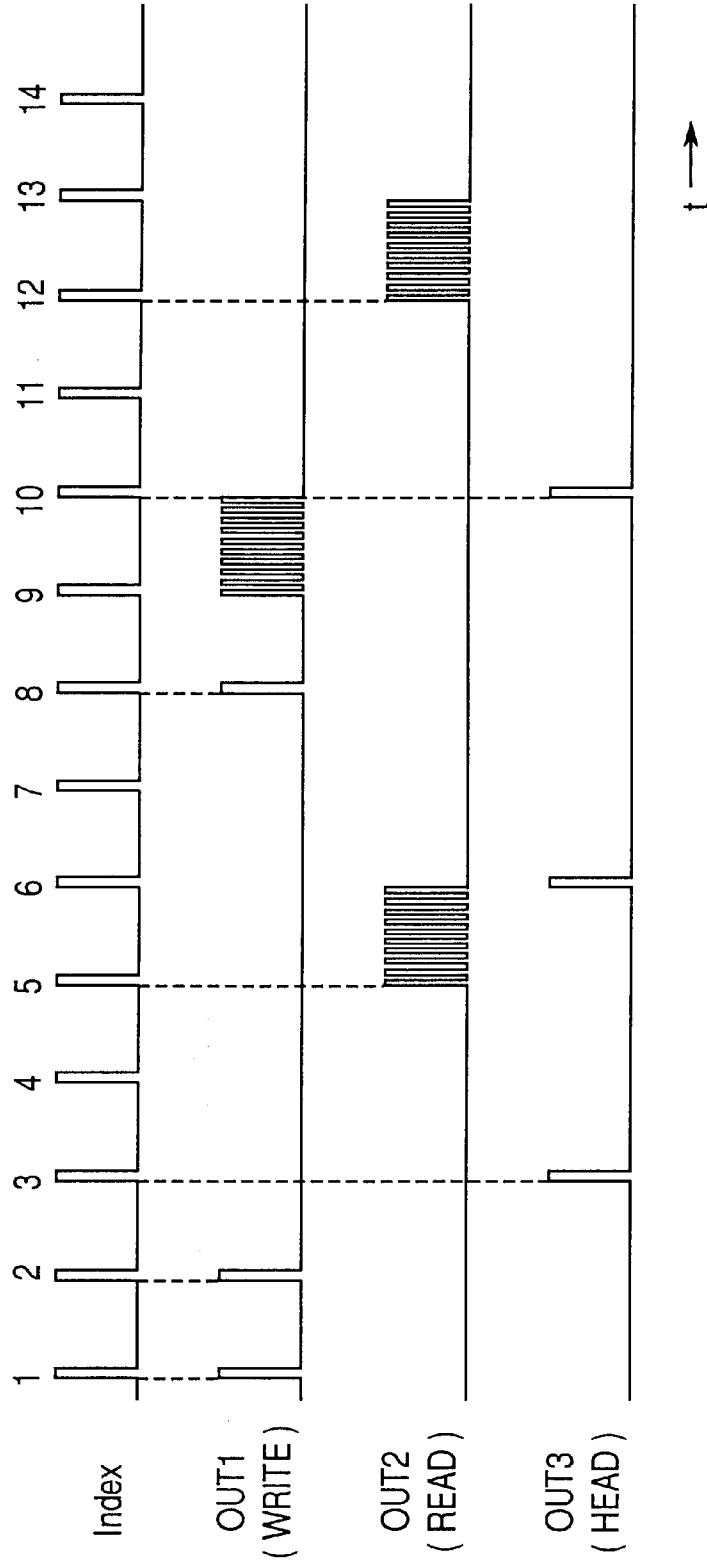 1 2 3 4 5 6 7 8 9 10 11 12 13 14
Index
OUT1
( WRITE )
OUT2
( READ )
OUT3
( HEAD )
t